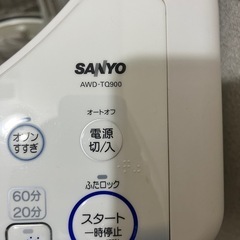 SANYO
AWD-TQ900
オートオフ
電源
切/入
オゾン
すすぎ
ふたロック
60分
20分
スタート
一時停止